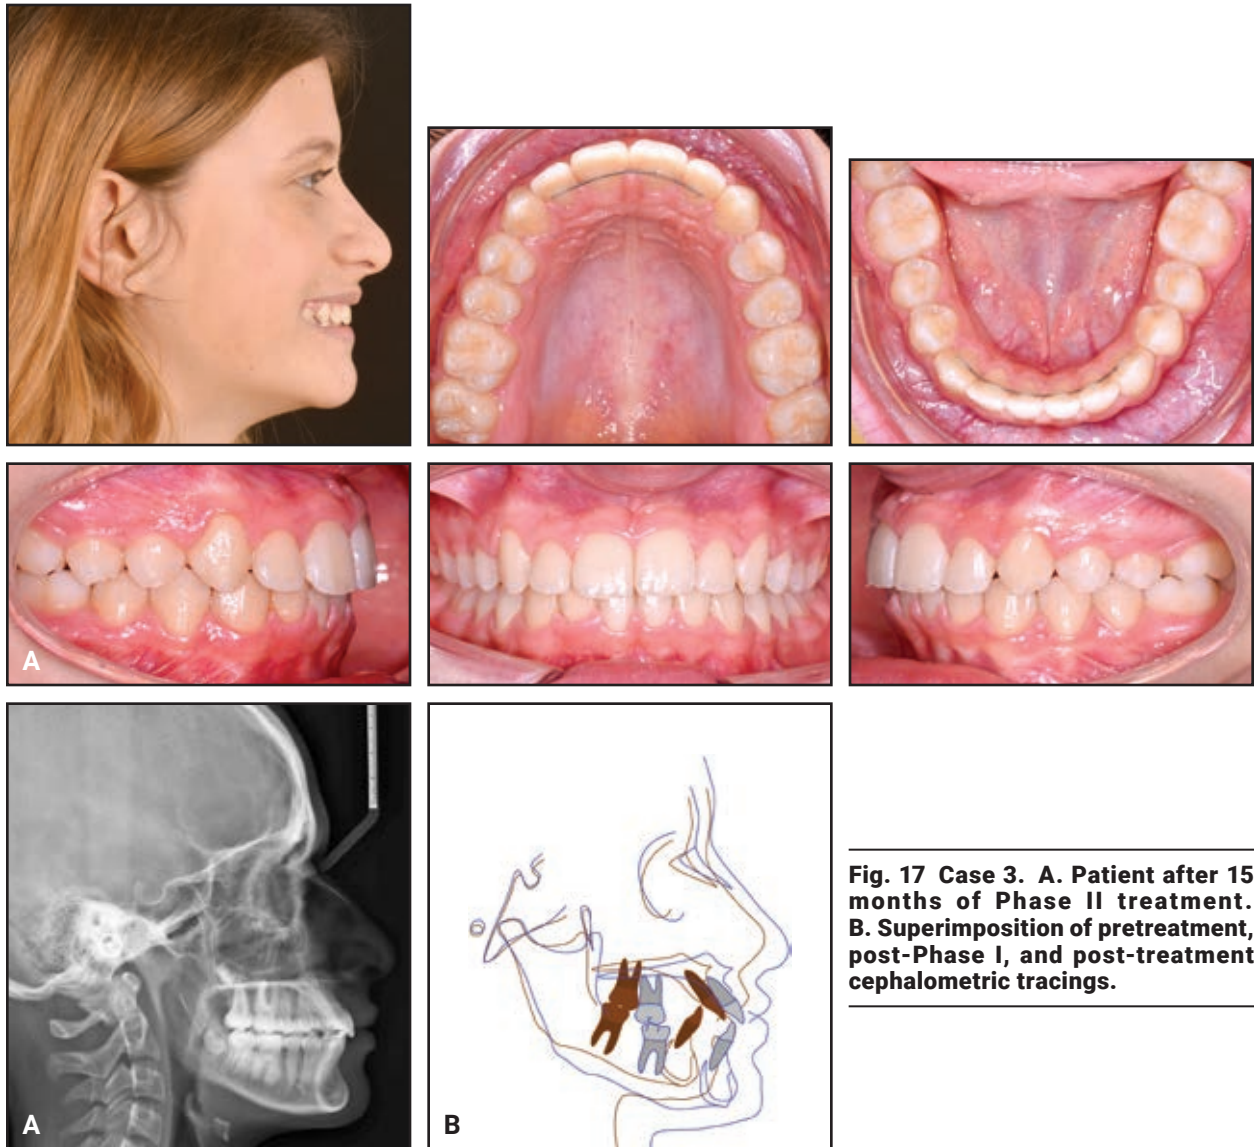 A
A
B
Fig. 17 Case 3. A. Patient after 15
months of Phase II treatment.
B. Superimposition of pretreatment,
post-Phase I, and post-treatment
cephalometric tracings.